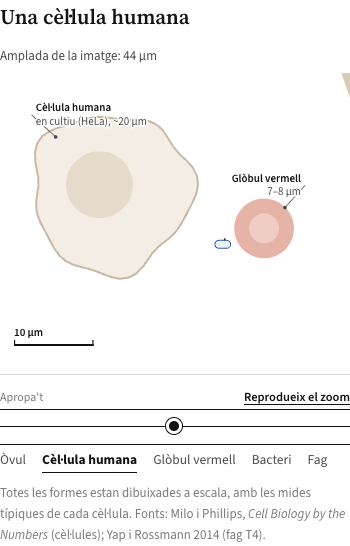 Una cèl·lula humana
Amplada de la imatge: 44 µm
Cèl·lula humana
en cultiu (HeLa), ~20 µm
Glòbul vermell
7–8 µm
10 µm
Apropa't
Reprodueix el zoom
Òvul Cèl·lula humana Glòbul vermell Bacteri Fag
Totes les formes estan dibuixades a escala, amb les mides
típiques de cada cèl·lula. Fonts: Milo i Phillips, Cell Biology by the
Numbers (cèl·lules); Yap i Rossmann 2014 (fag T4).